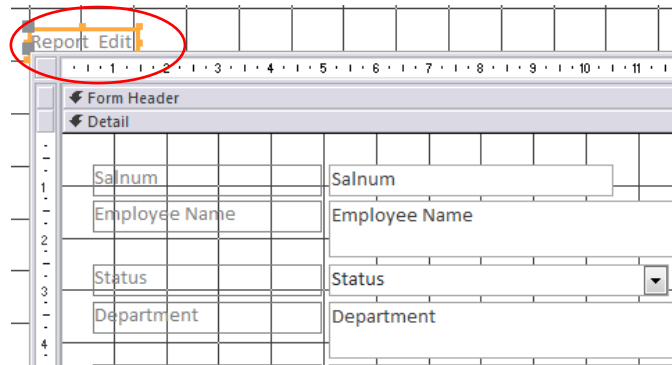 Report Edit
1 2 3 4 5 6 7 8 9 10 11
Form Header
Detail
Salnum Salnum
1
Employee Name Employee Name
2
Status Status
3
Department Department
4